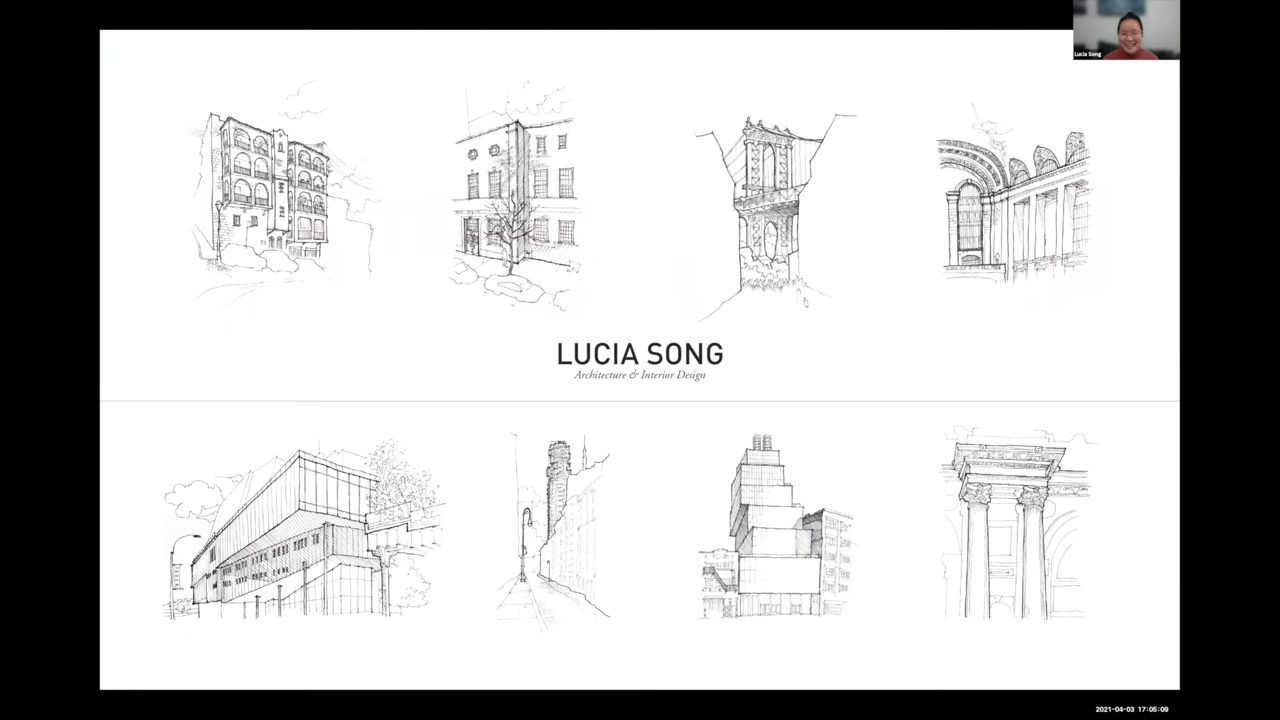 Lucia Song
LUCIA SONG
Architecture & Interior Design
2021-04-03 17:05:09